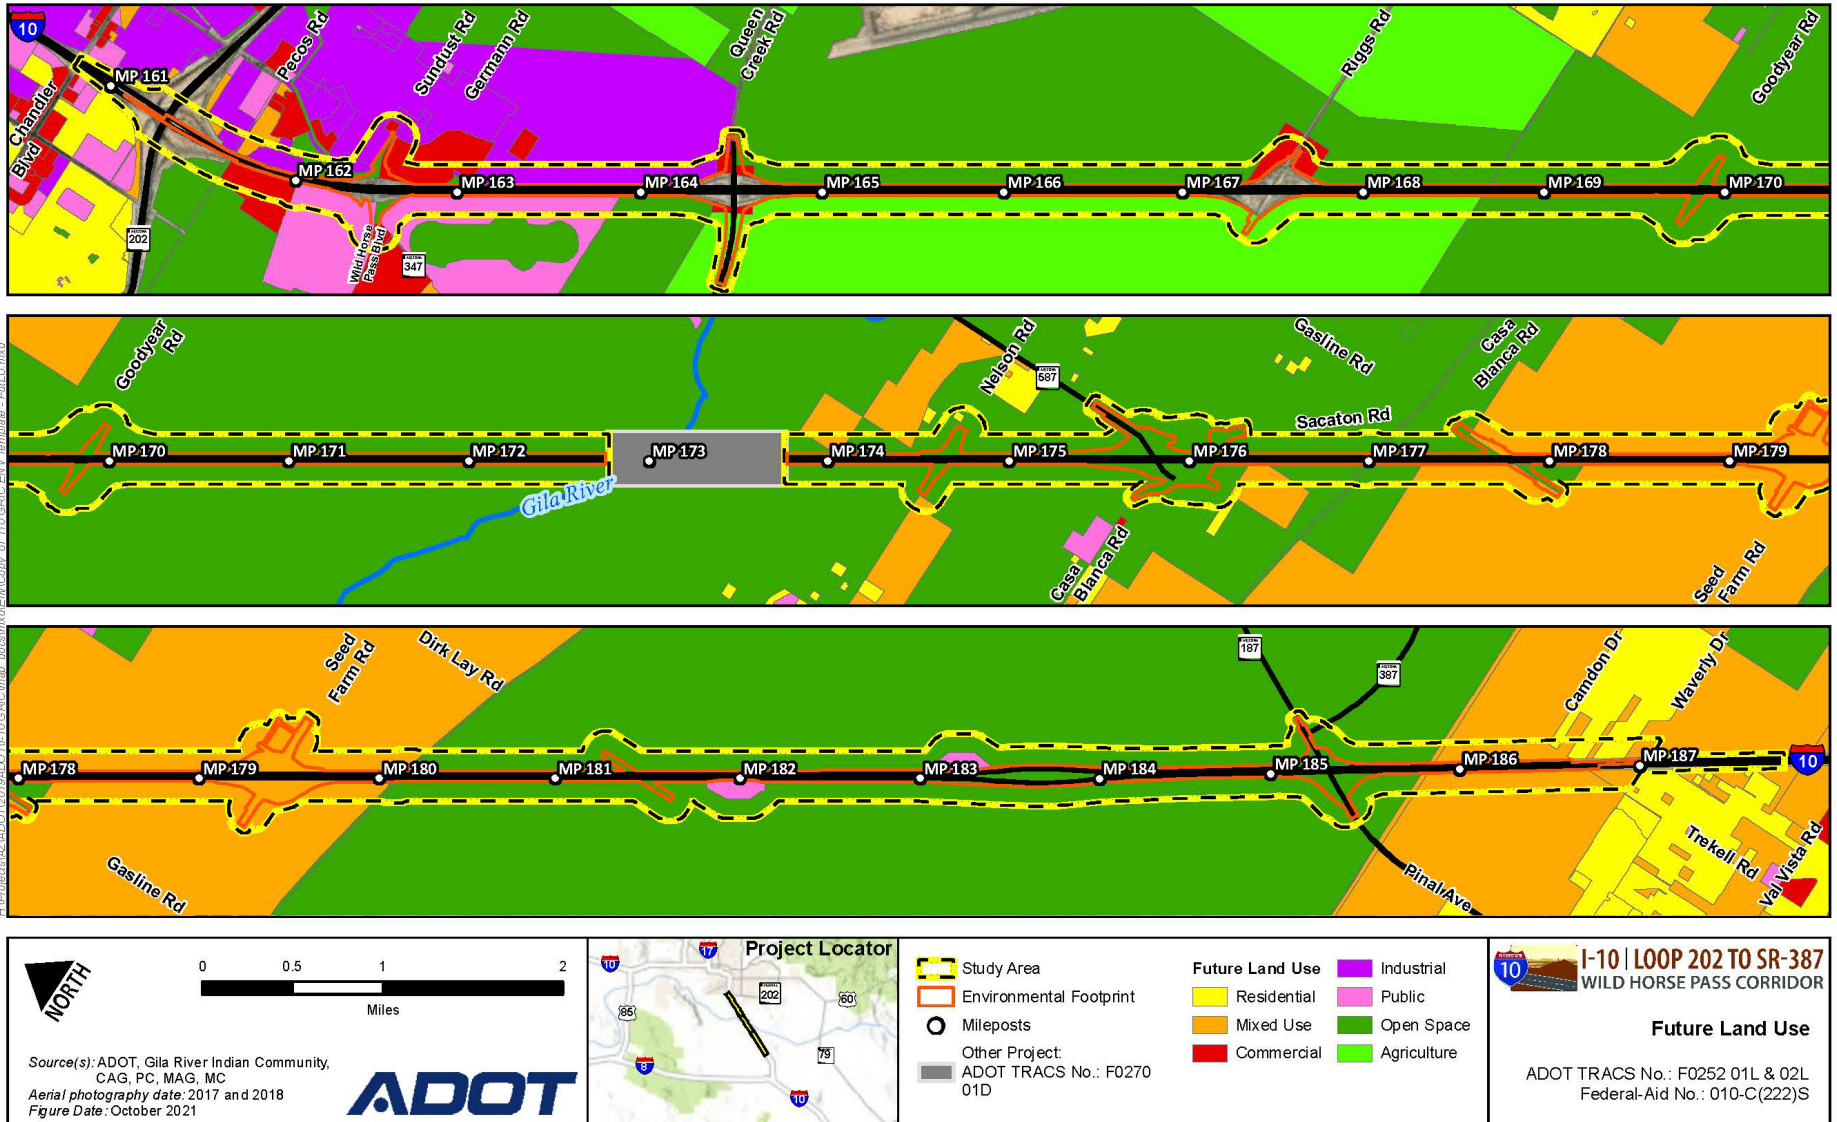 10
Chandler
Blvd
MP 161
202
Pecos Rd
Sundust Rd
Germann Rd
MP 162
Wild Horse
Pass Blvd
347
MP 163
MP 164
Queen
Creek Rd
MP 165
MP 166
MP 167
Riggs Rd
MP 168
MP 169
MP 170
Goodyear Rd
Goodyear
Rd
MP 170
MP 171
MP 172
Gila River
MP 173
MP 174
Nelson Rd
587
MP 175
Casa
Blanca Rd
MP 176
Gasline Rd
Sacaton Rd
MP 177
Casa
Blanca Rd
MP 178
Seed
Farm Rd
MP 179
MP 178
Gasline Rd
MP 179
Seed
Farm Rd
MP 180
Dirk Lay Rd
MP 181
MP 182
MP 183
MP 184
187
387
MP 185
Pinal Ave
MP 186
Camdon Dr
Waverly Dr
MP 187
Trekell Rd
Val Vista Rd
10
NORTH
0 0.5 1 2
Miles
Source(s): ADOT, Gila River Indian Community,
CAG, PC, MAG, MC
Aerial photography date: 2017 and 2018
Figure Date: October 2021
ADOT
Project Locator
10
17
202
60
85
79
8
10
Study Area
Environmental Footprint
Mileposts
Other Project:
ADOT TRACS No.: F0270
01D
Future Land Use
Residential
Mixed Use
Commercial
Industrial
Public
Open Space
Agriculture
10
I-10 | LOOP 202 TO SR-387
WILD HORSE PASS CORRIDOR
Future Land Use
ADOT TRACS No.: F0252 01L & 02L
Federal-Aid No.: 010-C(222)S